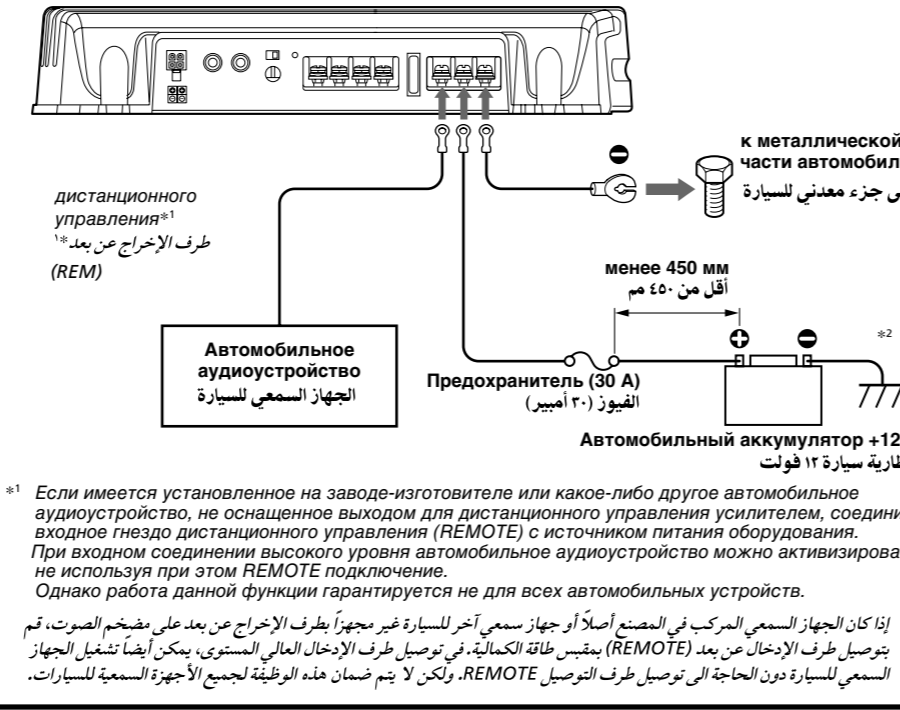 к металлической
части автомобил
ى جزء معدني للسيارة
дистанционного
управления*¹
طرف الإخراج عن بعد *١
(REM)
менее 450 мм
أقل من ٤٥٠ مم
*²
Автомобильное
аудиоустройство
الجهاز السمعي للسيارة
Предохранитель (30 А)
الفيوز (٣٠ أمبير)
Автомобильный аккумулятор +12
طارية سيارة ١٢ فولت
*¹ Если имеется установленное на заводе-изготовителе или какое-либо другое автомобильное
аудиоустройство, не оснащенное выходом для дистанционного управления усилителем, соедини
входное гнездо дистанционного управления (REMOTE) с источником питания оборудования.
При входном соединении высокого уровня автомобильное аудиоустройство можно активизирова
не используя при этом REMOTE подключение.
Однако работа данной функции гарантируется не для всех автомобильных устройств.
إذا كان الجهاز السمعي المركب في المصنع أصلاً أو جهاز سمعي آخر للسيارة غير مجهزاً بطرف الإخراج عن بعد على مضخم الصوت، قم
بتوصيل طرف الإدخال عن بعد (REMOTE) بمقبس طاقة الكمالية. في توصيل طرف الإدخال العالي المستوى، يمكن أيضاً تشغيل الجهاز
السمعي للسيارة دون الحاجة الى توصيل طرف التوصيل REMOTE. ولكن لا يتم ضمان هذه الوظيفة لجميع الأجهزة السمعية للسيارات.